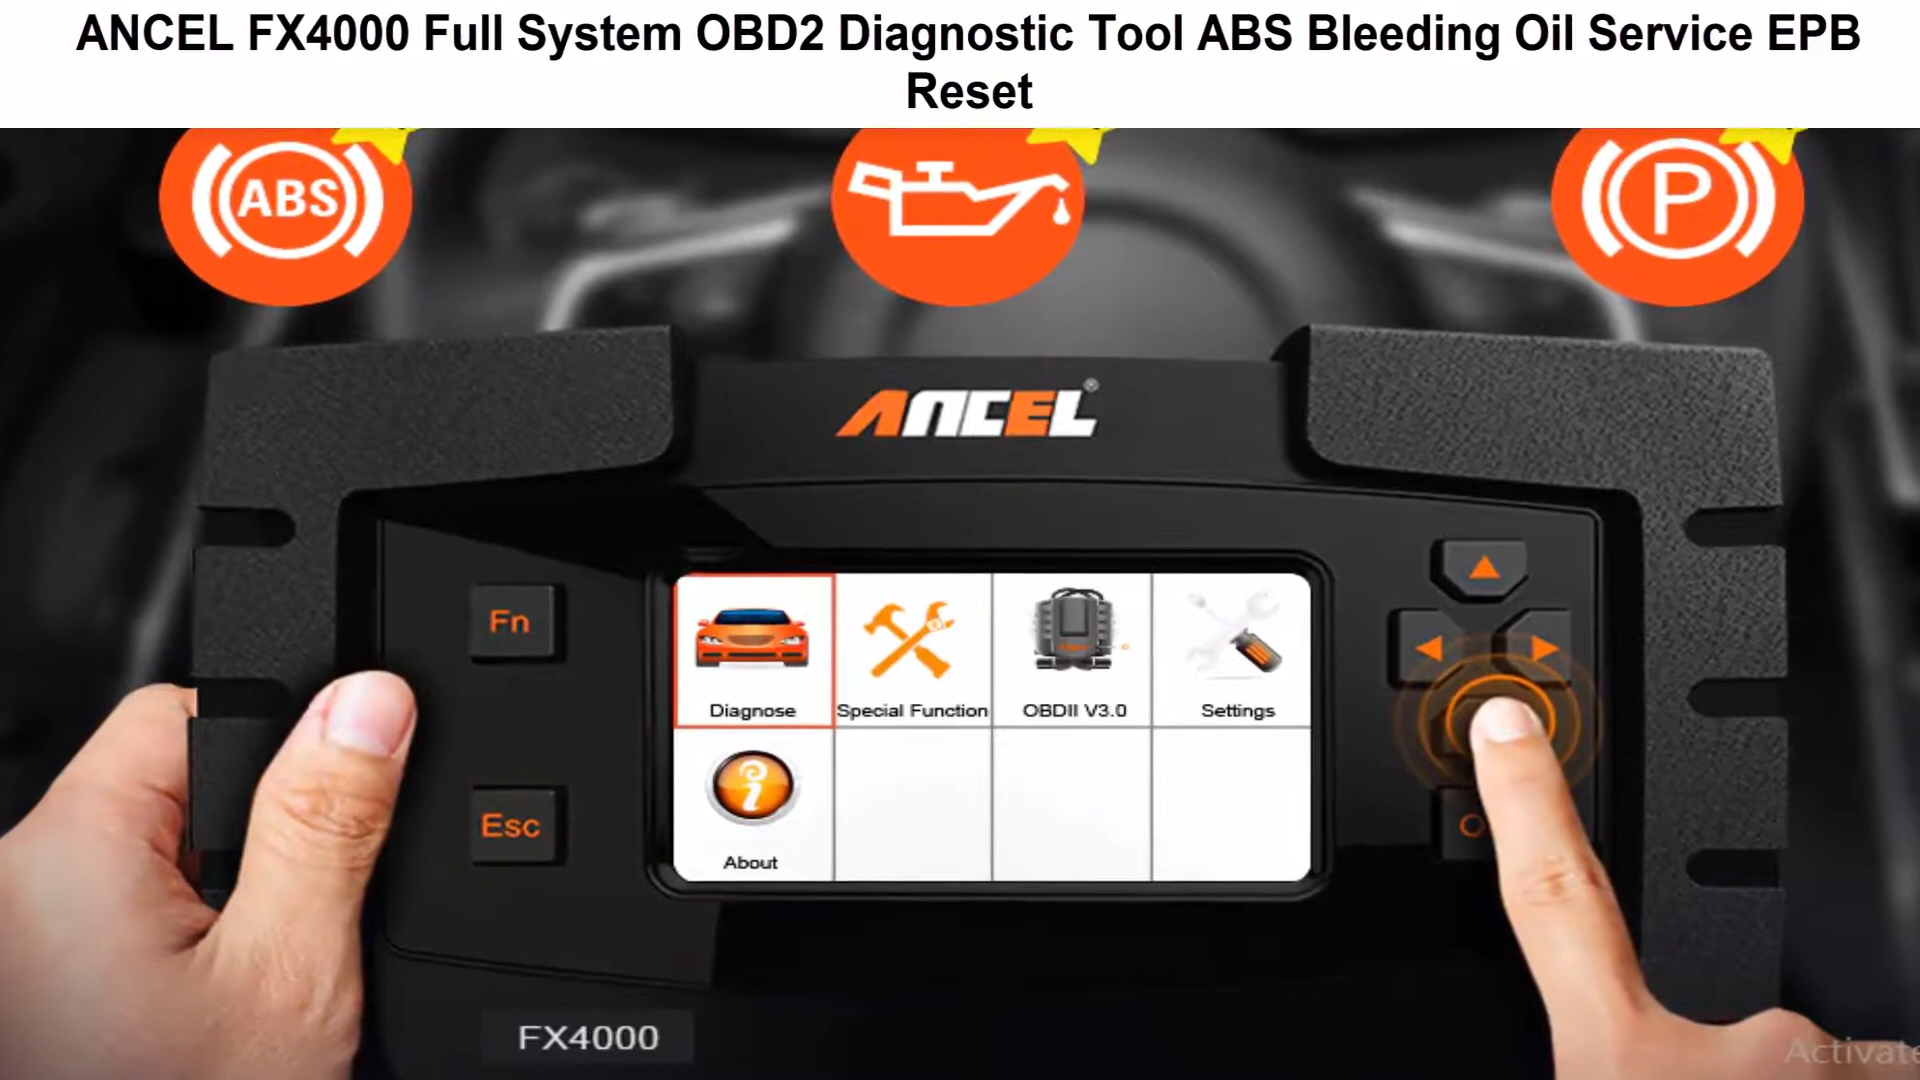 ANCEL FX4000 Full System OBD2 Diagnostic Tool ABS Bleeding Oil Service EPB
Reset
ABS
P
ANCEL®
Fn
Diagnose
Special Function
OBDII V3.0
Settings
Esc
About
FX4000
Activate